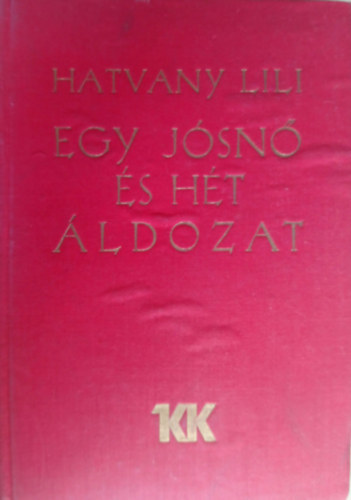 HATVANY LILI
EGY JÓSNŐ
ÉS HÉT
ÁLDOZAT
KK